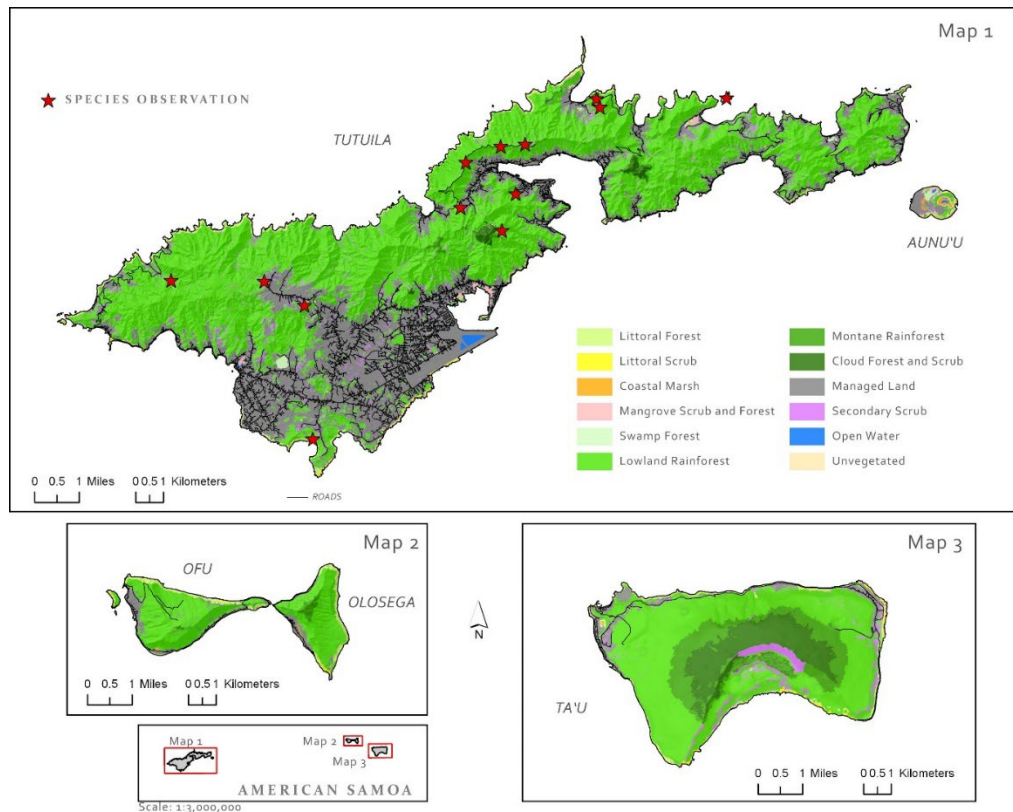 Map 1
SPECIES OBSERVATION
TUTUILA
AUNU'U
Littoral Forest
Littoral Scrub
Coastal Marsh
Mangrove Scrub and Forest
Swamp Forest
Lowland Rainforest
Montane Rainforest
Cloud Forest and Scrub
Managed Land
Secondary Scrub
Open Water
Unvegetated
0 0.5 1 Miles
0 0.5 1 Kilometers
ROADS
Map 2
OFU
OLOSEGA
0 0.5 1 Miles
0 0.5 1 Kilometers
N
Map 3
TA'U
0 0.5 1 Miles
0 0.5 1 Kilometers
Map 1
Map 2
Map 3
AMERICAN SAMOA
Scale: 1:3,000,000